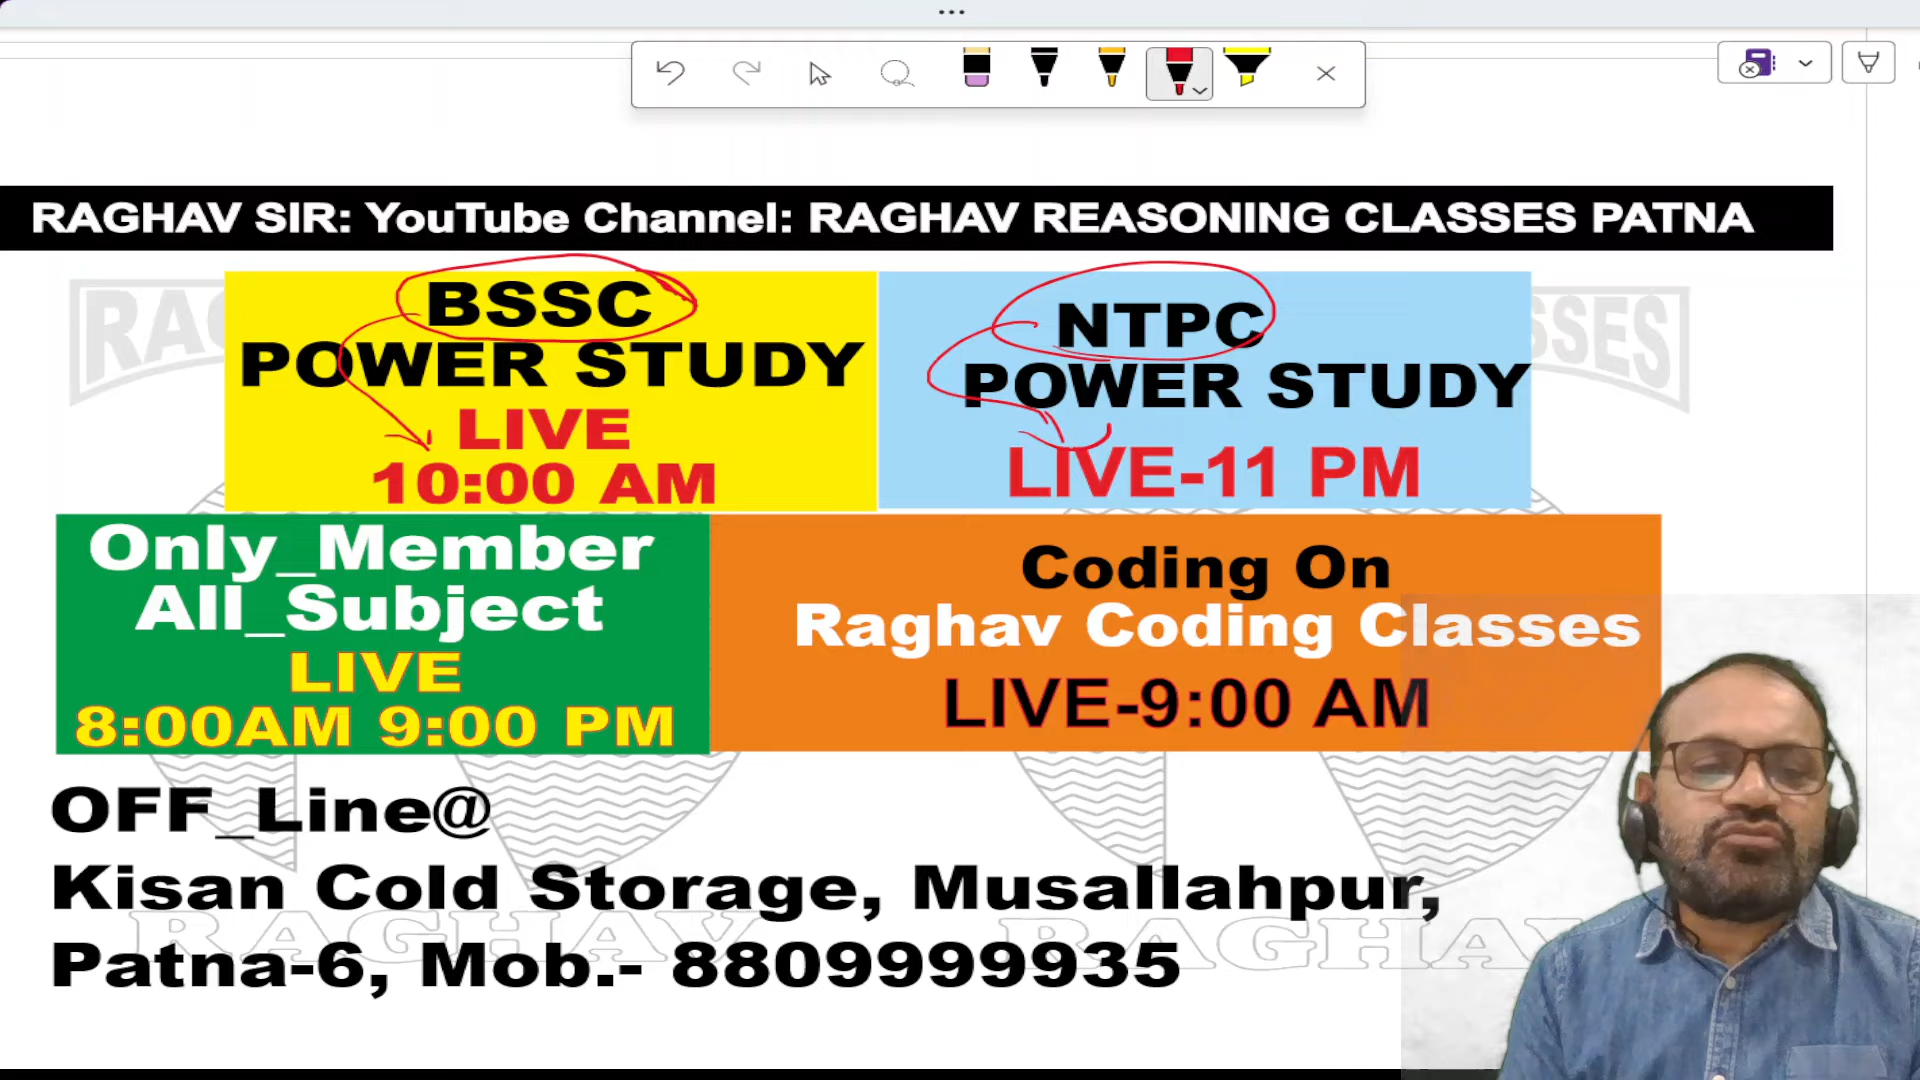 RAGHAV SIR: YouTube Channel: RAGHAV REASONING CLASSES PATNA
BSSC
POWER STUDY
LIVE
10:00 AM
NTPC
POWER STUDY
LIVE-11 PM
Only_Member
All_Subject
LIVE
8:00AM 9:00 PM
Coding On
Raghav Coding Classes
LIVE-9:00 AM
OFF_Line@
Kisan Cold Storage, Musallahpur,
Patna-6, Mob.- 8809999935
RAGHAV
RAGHAV